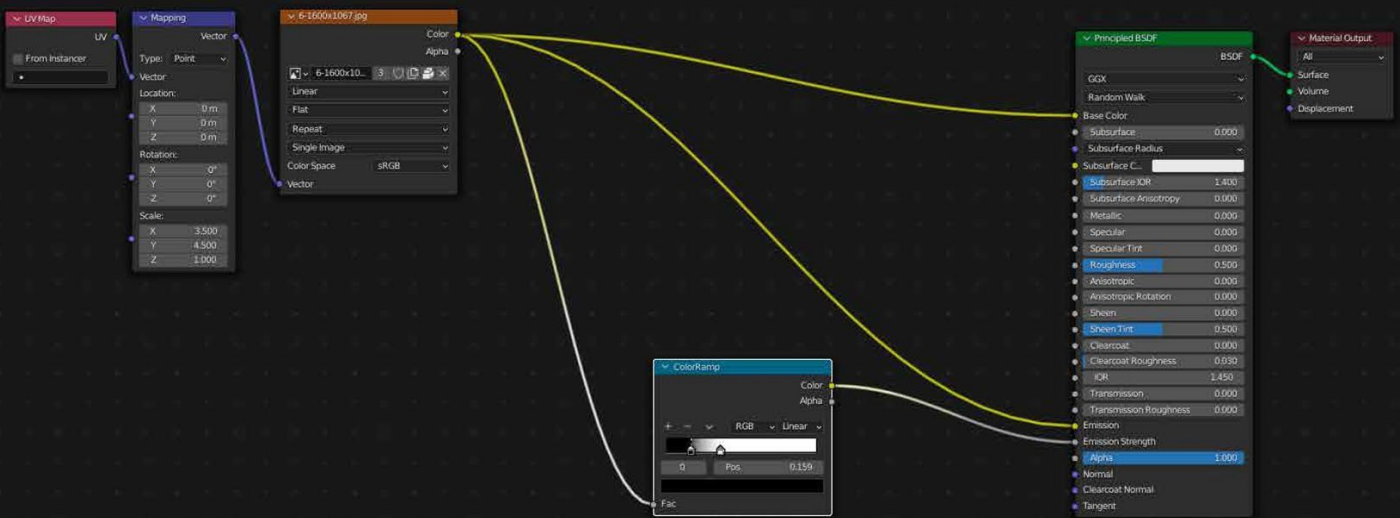 UV Map
UV
From Instancer
Mapping
Vector
Type: Point
Vector
Location:
X 0 m
Y 0 m
Z 0 m
Rotation:
X 0°
Y 0°
Z 0°
Scale:
X 3.500
Y 4.500
Z 1.000
6-1600x1067.jpg
Color
Alpha
6-1600x10... 3
Linear
Flat
Repeat
Single Image
Color Space sRGB
Vector
ColorRamp
Color
Alpha
RGB Linear
0 Pos 0.159
Fac
Principled BSDF
BSDF
GGX
Random Walk
Base Color
Subsurface 0.000
Subsurface Radius
Subsurface C...
Subsurface IOR 1.400
Subsurface Anisotropy 0.000
Metallic 0.000
Specular 0.000
Specular Tint 0.000
Roughness 0.500
Anisotropic 0.000
Anisotropic Rotation 0.000
Sheen 0.000
Sheen Tint 0.500
Clearcoat 0.000
Clearcoat Roughness 0.030
IOR 1.450
Transmission 0.000
Transmission Roughness 0.000
Emission
Emission Strength
Alpha 1.000
Normal
Clearcoat Normal
Tangent
Material Output
All
Surface
Volume
Displacement